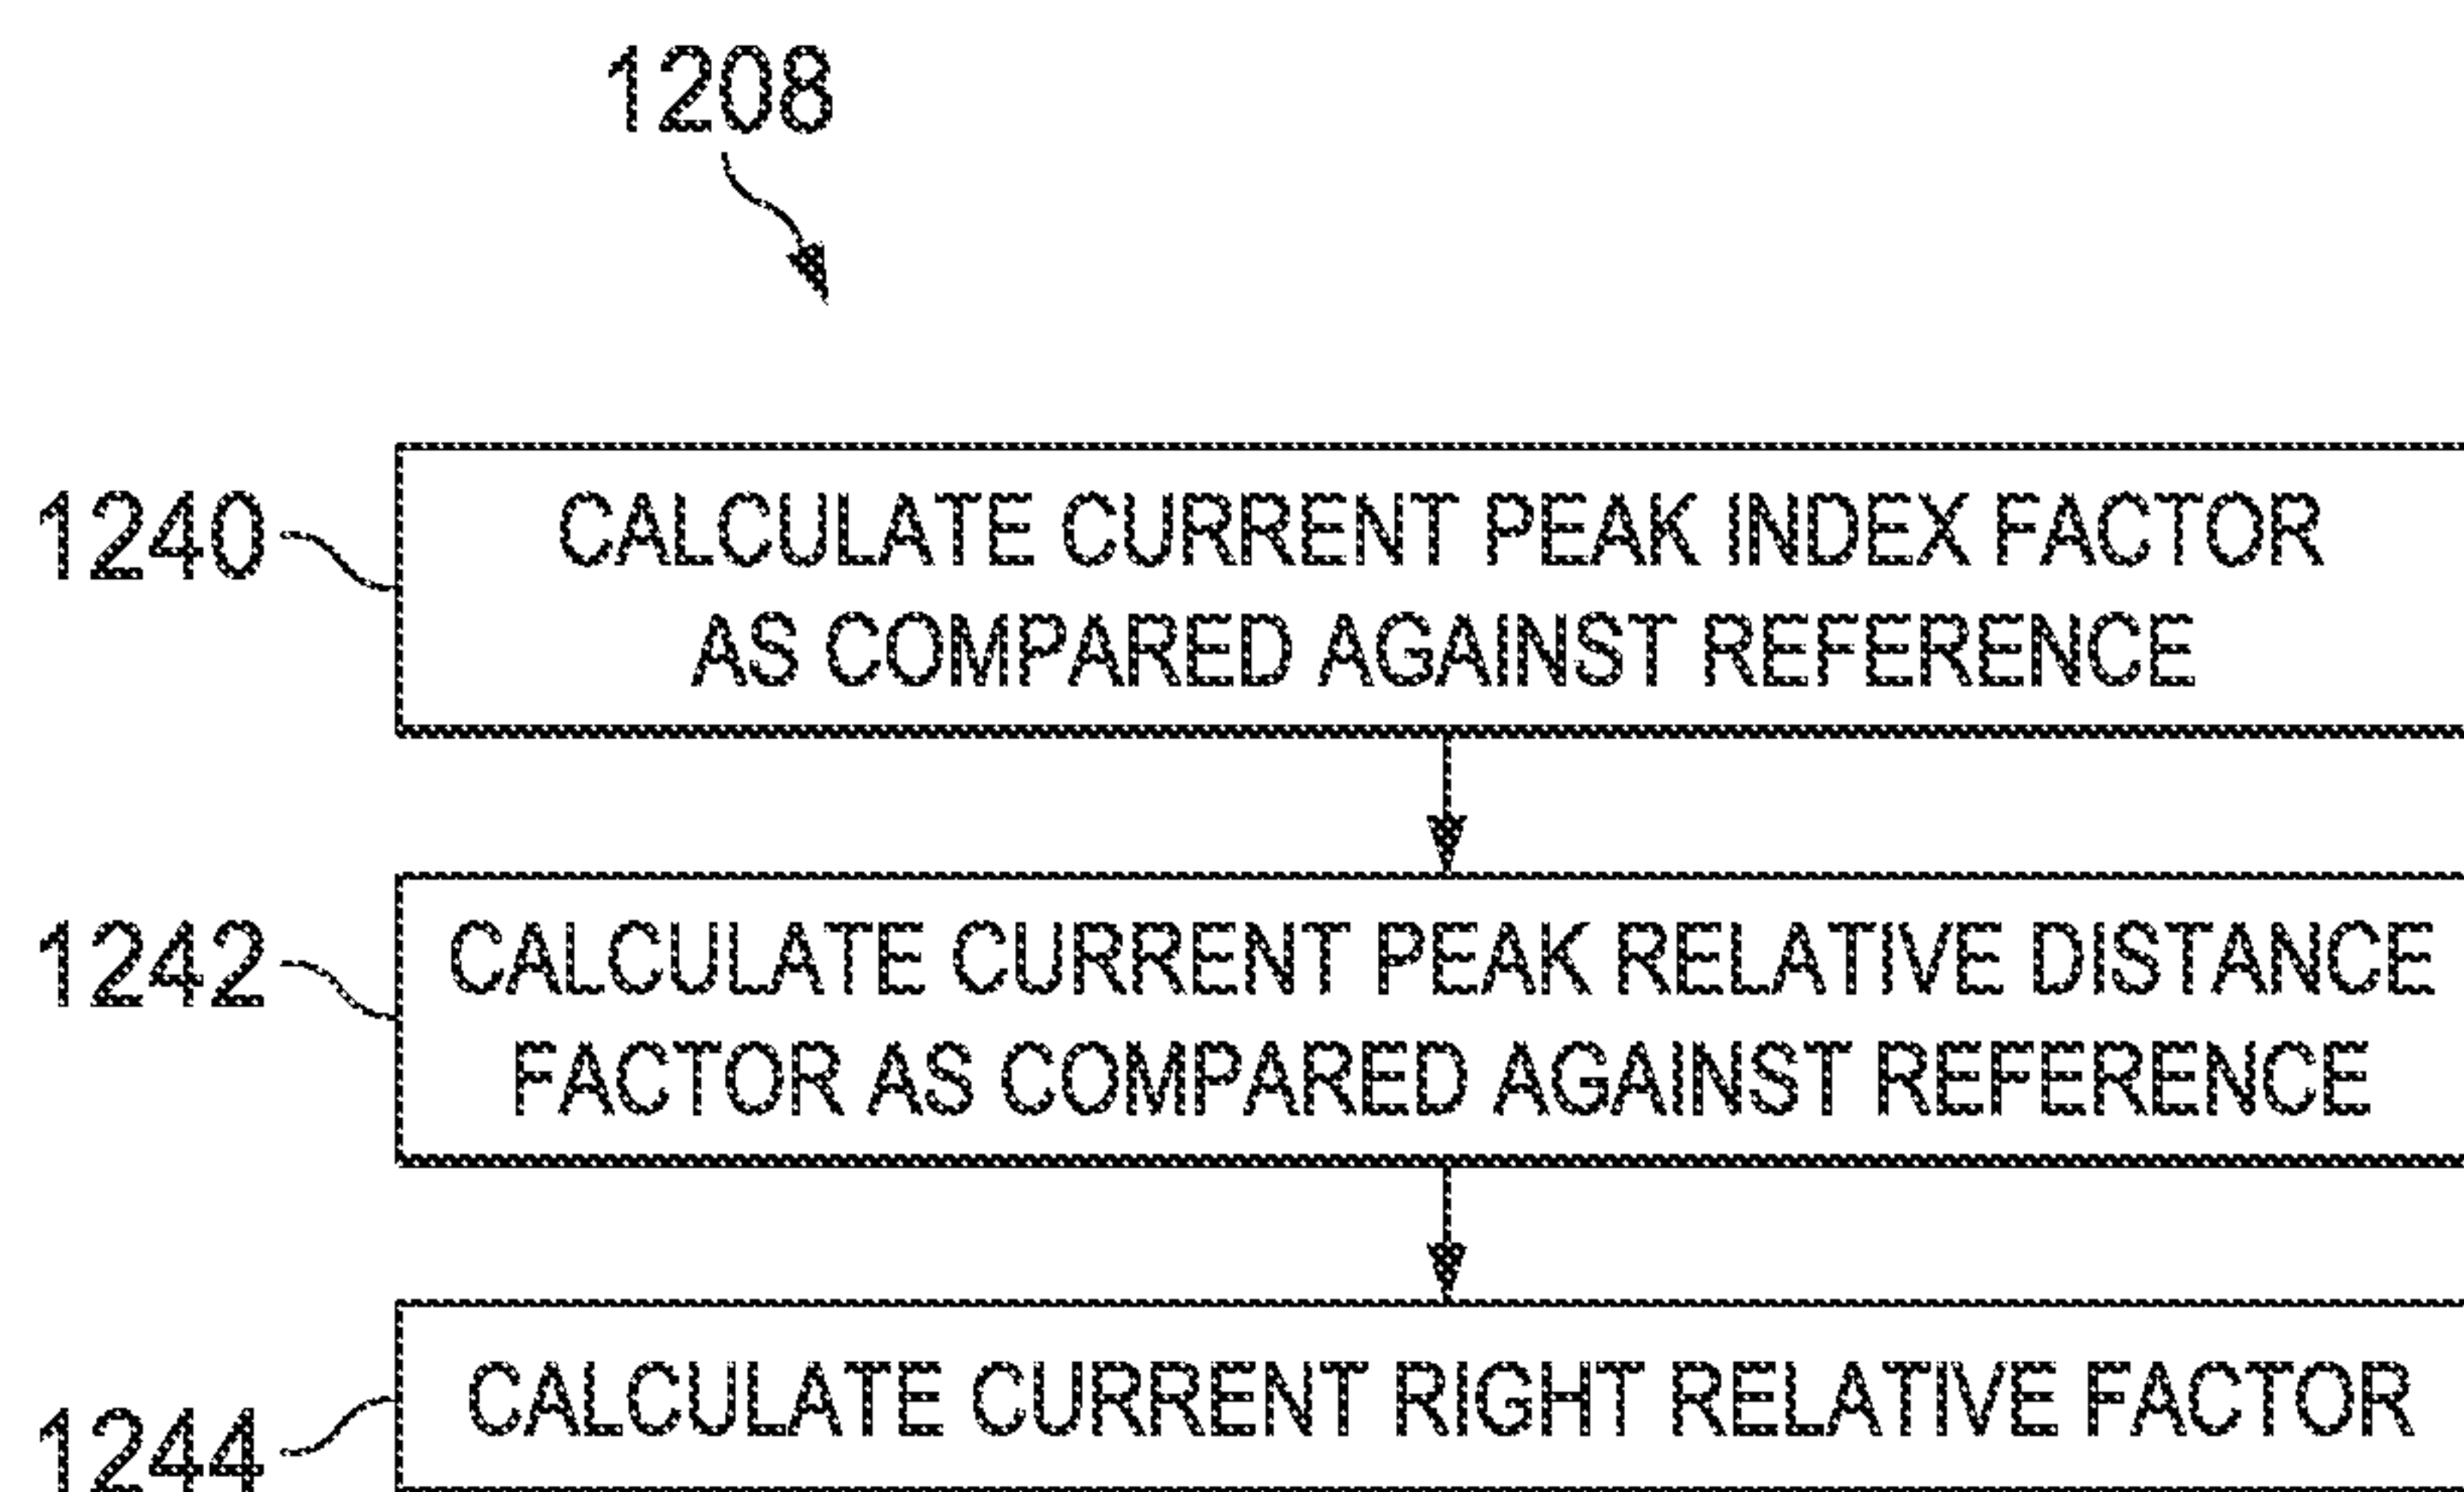 1208
1240
CALCULATE CURRENT PEAK INDEX FACTOR
AS COMPARED AGAINST REFERENCE
1242
CALCULATE CURRENT PEAK RELATIVE DISTANCE
FACTOR AS COMPARED AGAINST REFERENCE
1244
CALCULATE CURRENT RIGHT RELATIVE FACTOR